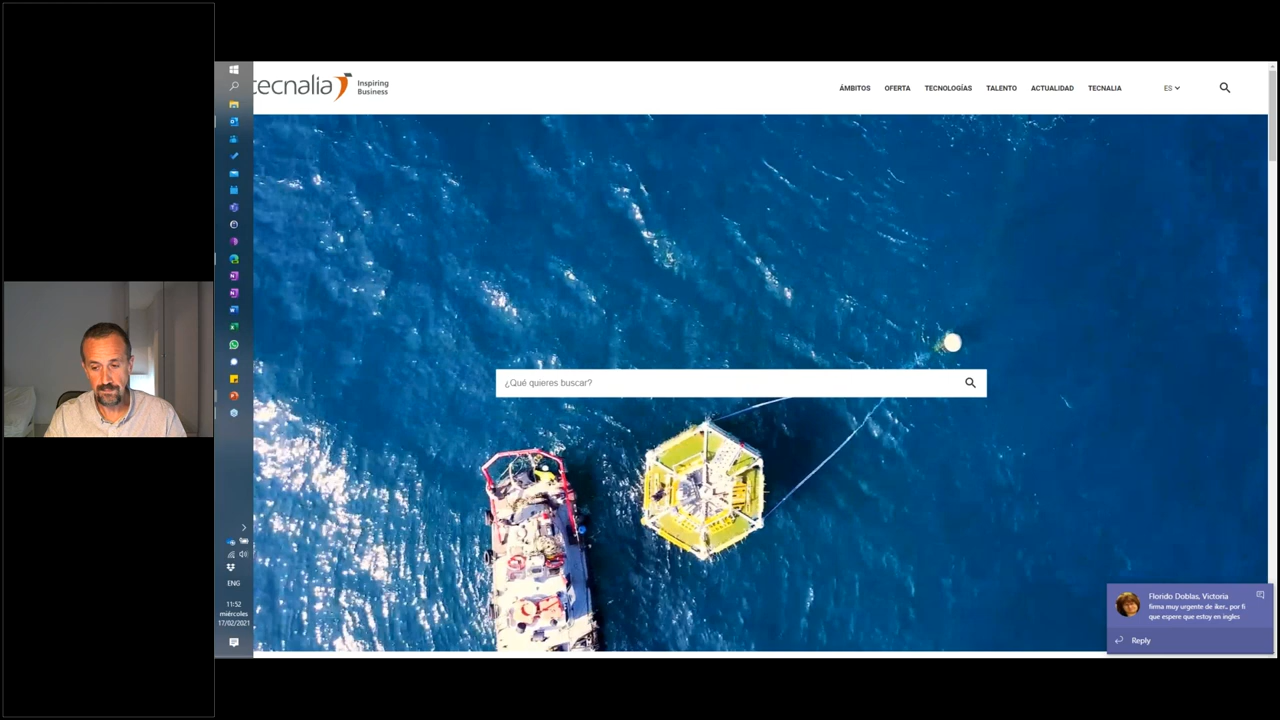 tecnalia
Inspiring
Business
ÁMBITOS OFERTA TECNOLOGÍAS TALENTO ACTUALIDAD TECNALIA ES
¿Qué quieres buscar?
ENG
11:52
miércoles
17/02/2021
Florido Doblas, Victoria
firma muy urgente de iker.. por fi
que espere que estoy en ingles
Reply